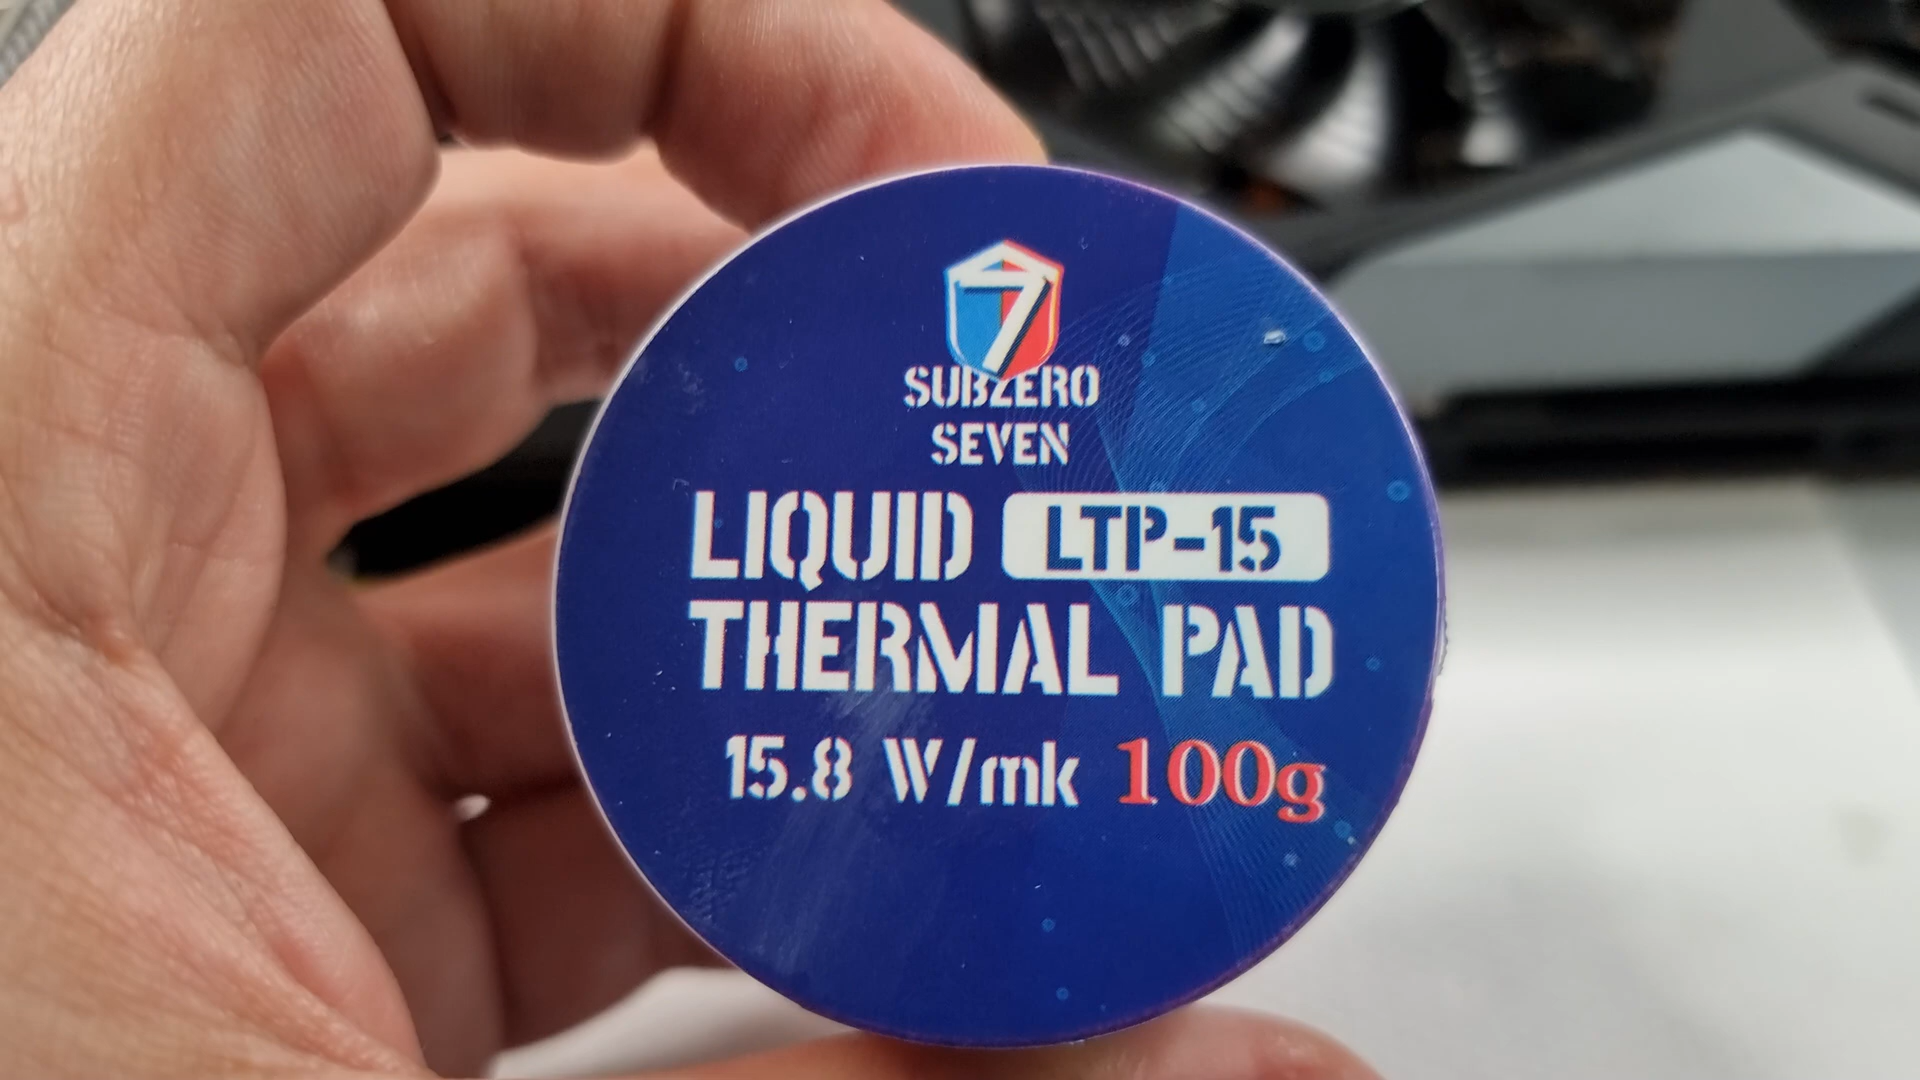 7
SUBZERO
SEVEN
LIQUID LTP-15
THERMAL PAD
15.8 W/mk 100g